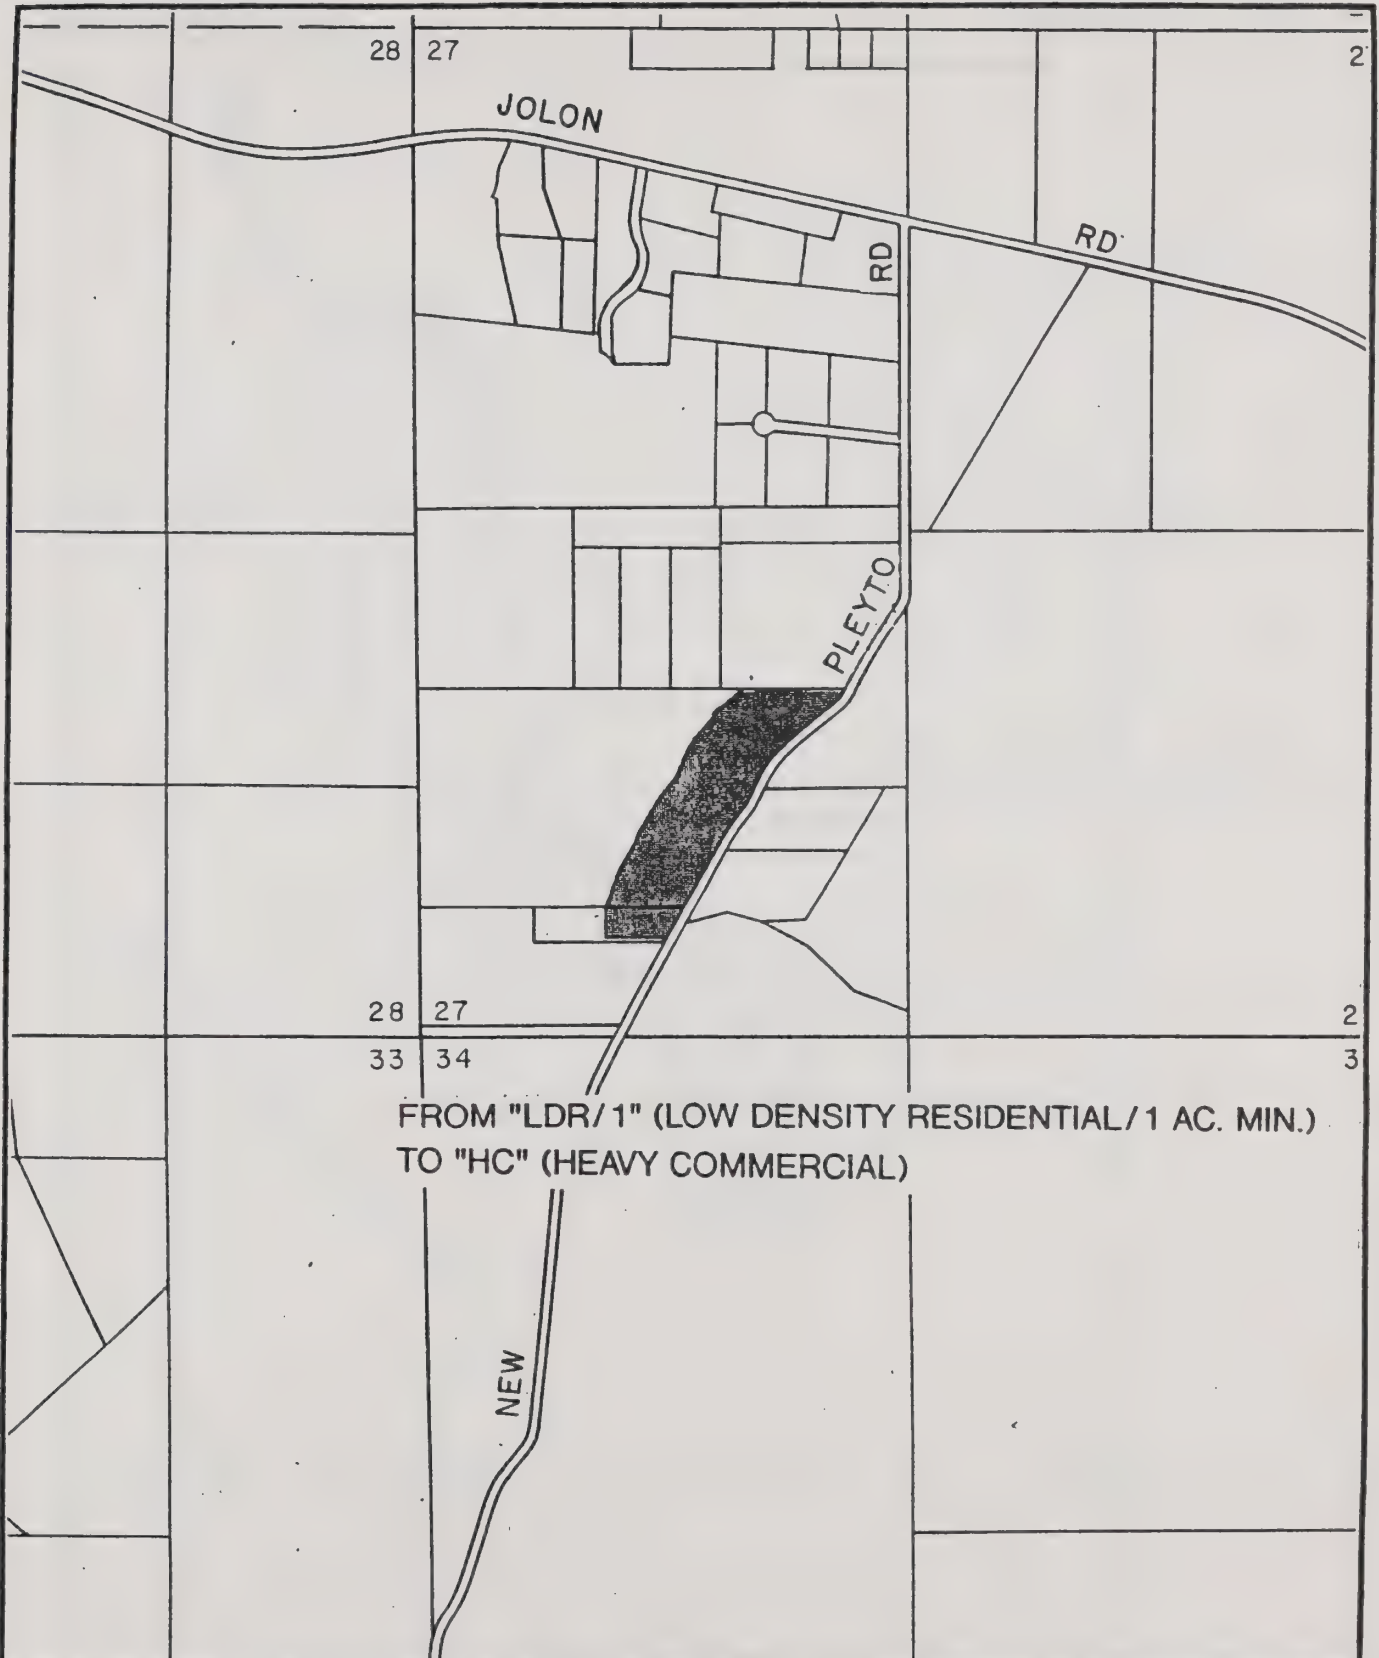 28 27
2
JOLON
RD
RD
PLEYTO
28 27
2
33 34
3
FROM "LDR/1" (LOW DENSITY RESIDENTIAL/1 AC. MIN.)
TO "HC" (HEAVY COMMERCIAL)
NEW